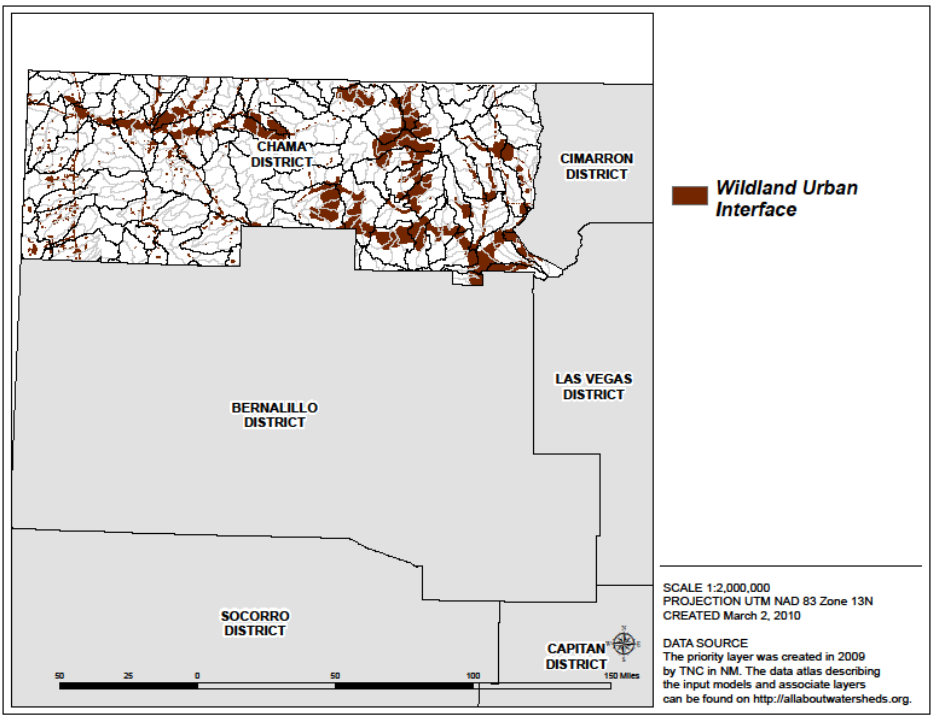 CHAMA
DISTRICT
CIMARRON
DISTRICT
Wildland Urban
Interface
LAS VEGAS
DISTRICT
BERNALILLO
DISTRICT
SOCORRO
DISTRICT
CAPITAN
DISTRICT
50 25 0 50 100 150 Miles
SCALE 1:2,000,000
PROJECTION UTM NAD 83 Zone 13N
CREATED March 2, 2010
DATA SOURCE
The priority layer was created in 2009
by TNC in NM. The data atlas describing
the input models and associate layers
can be found on http://allaboutwatersheds.org.